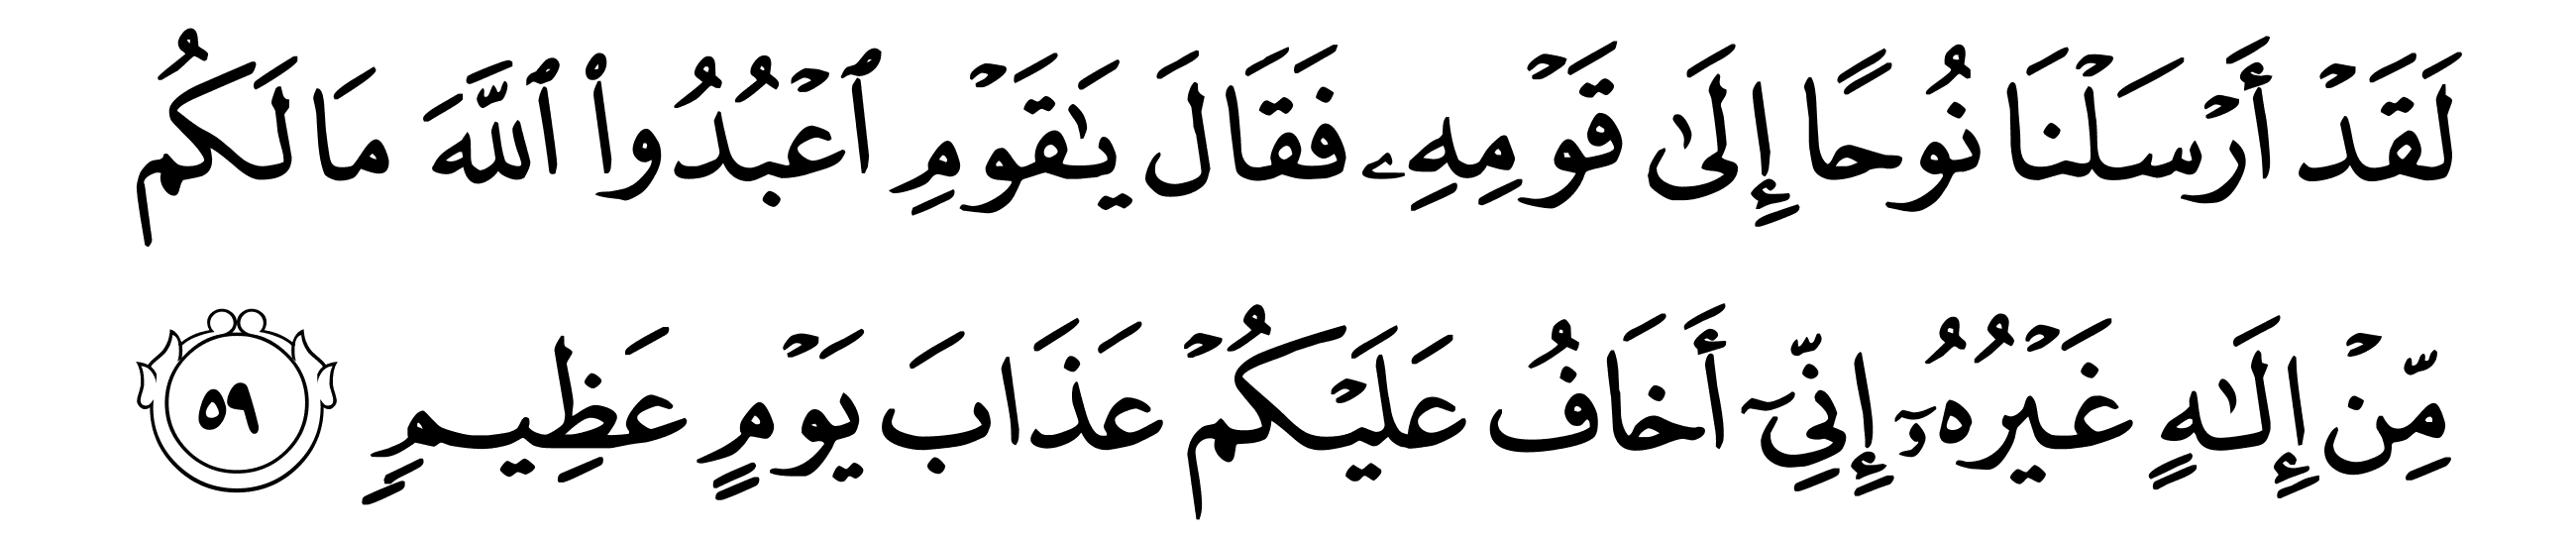 لَقَدۡ أَرۡسَلۡنَا نُوحًا إِلَىٰ قَوۡمِهِۦ فَقَالَ يَٰقَوۡمِ ٱعۡبُدُواْ ٱللَّهَ مَا لَكُم
مِّنۡ إِلَٰهٍ غَيۡرُهُۥٓ إِنِّيٓ أَخَافُ عَلَيۡكُمۡ عَذَابَ يَوۡمٍ عَظِيمٖ ٥٩